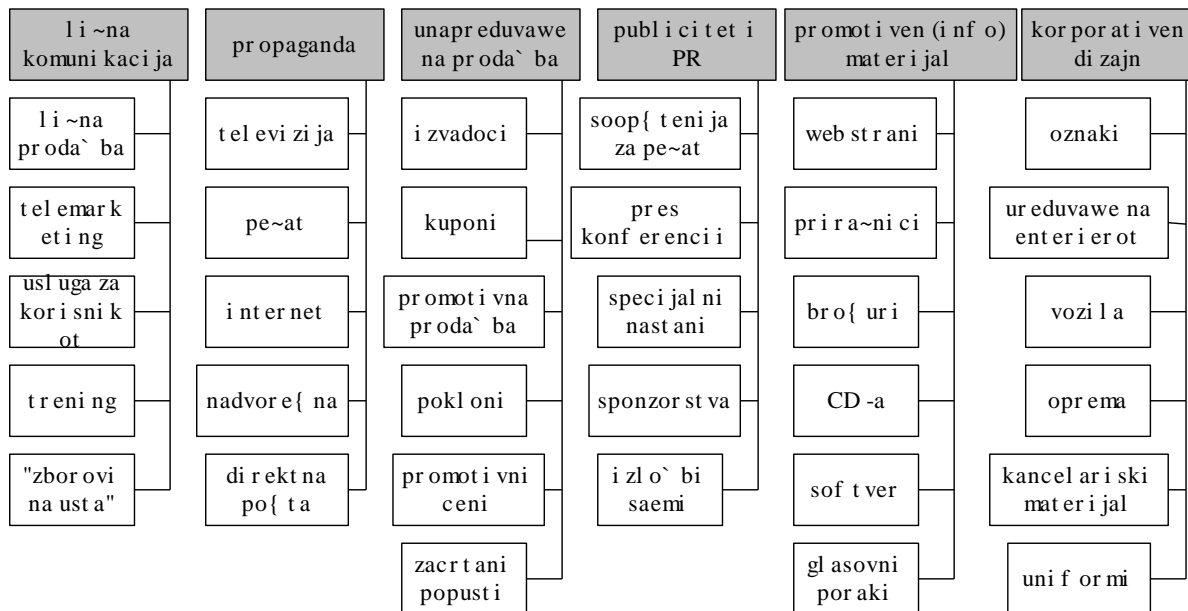 li~na
komunikacija
li~na
proda`ba
telemark
eting
usluga za
korisnik
ot
trening
"zborovi
na usta"
propaganda
televizija
pe~at
internet
nadvore{na
direktna
po{ta
unapreduvawe
na proda`ba
izvadoci
kuponi
promotivna
proda`ba
pokloni
promotivni
ceni
zacrtani
popusti
publicitet i
PR
soop{tenija
za pe~at
pres
konferencii
specijalni
nastani
sponzorstva
izlo`bi
saemi
promotiven (info)
materijal
web strani
prira~nici
bro{uri
CD-a
softver
glasovni
poraki
korporativen
dizajn
oznaki
ureduvawe na
enterierot
vozila
oprema
kancelariski
materijal
uniformi